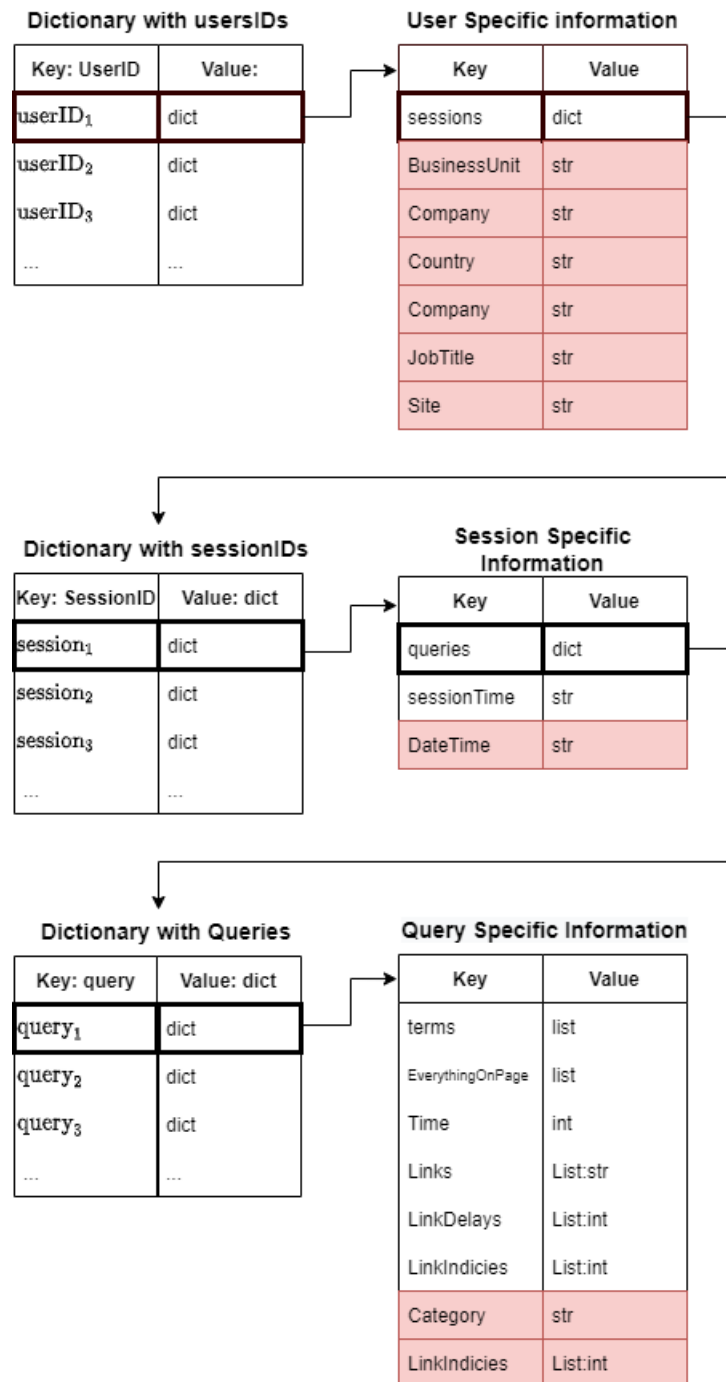 Dictionary with usersIDs
Key: UserID Value:
userID₁ dict
userID₂ dict
userID₃ dict
... ...
User Specific information
Key Value
sessions dict
BusinessUnit str
Company str
Country str
Company str
JobTitle str
Site str
Dictionary with sessionIDs
Key: SessionID Value: dict
session₁ dict
session₂ dict
session₃ dict
... ...
Session Specific
Information
Key Value
queries dict
sessionTime str
DateTime str
Dictionary with Queries
Key: query Value: dict
query₁ dict
query₂ dict
query₃ dict
... ...
Query Specific Information
Key Value
terms list
EverythingOnPage list
Time int
Links List:str
LinkDelays List:int
LinkIndicies List:int
Category str
LinkIndicies List:int